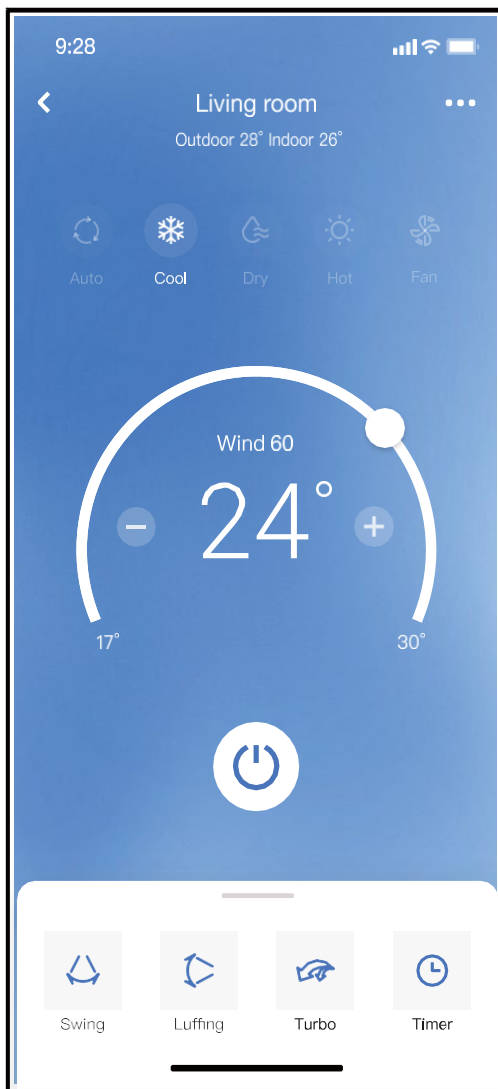 9:28
Living room
Outdoor 28° Indoor 26°
Auto Cool Dry Hot Fan
Wind 60
24°
17° 30°
Swing Luffing Turbo Timer